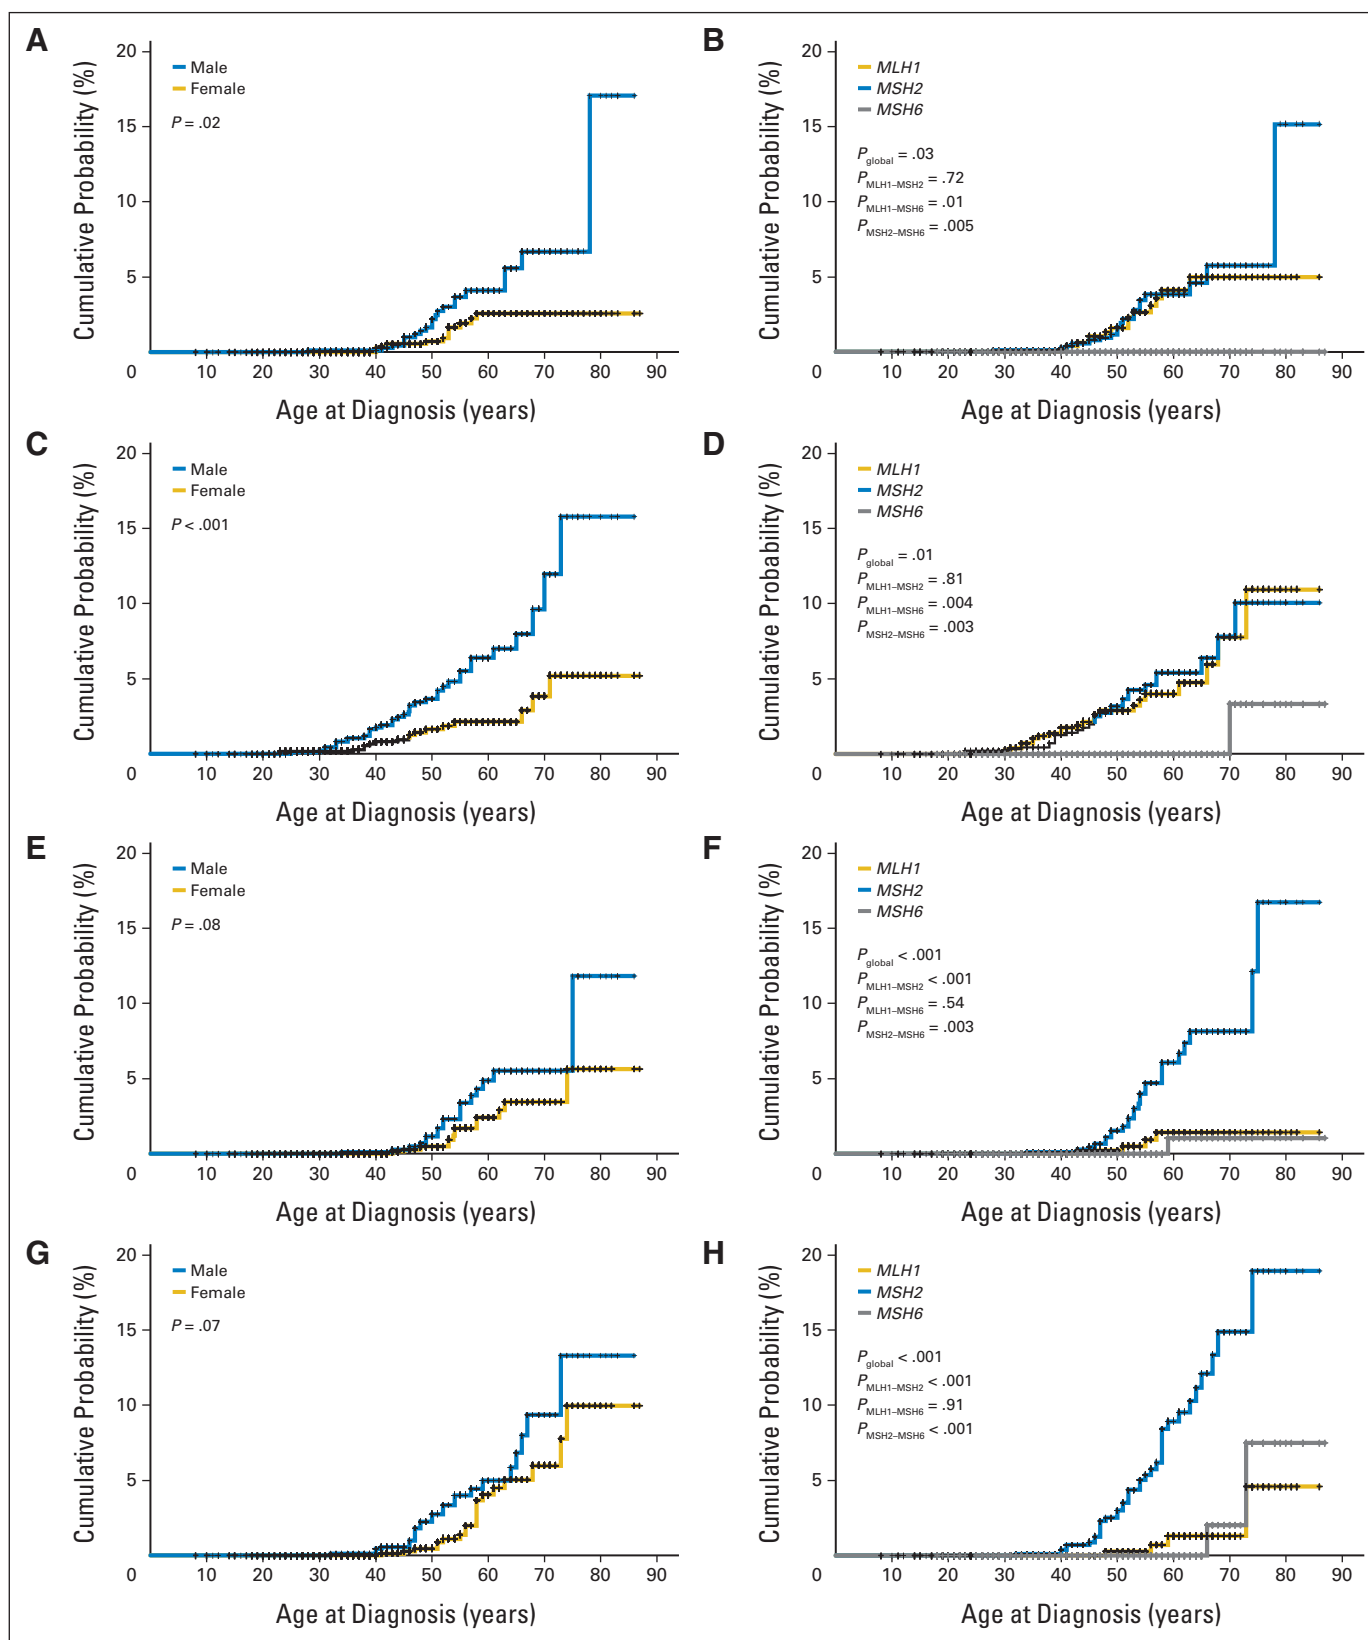 A
Cumulative Probability (%)
20
15
10
5
0
Male
Female
P = .02
10 20 30 40 50 60 70 80 90
Age at Diagnosis (years)
B
Cumulative Probability (%)
20
15
10
5
0
MLH1
MSH2
MSH6
Pglobal = .03
PMLH1–MSH2 = .72
PMLH1–MSH6 = .01
PMSH2–MSH6 = .005
10 20 30 40 50 60 70 80 90
Age at Diagnosis (years)
C
Cumulative Probability (%)
20
15
10
5
0
Male
Female
P < .001
10 20 30 40 50 60 70 80 90
Age at Diagnosis (years)
D
Cumulative Probability (%)
20
15
10
5
0
MLH1
MSH2
MSH6
Pglobal = .01
PMLH1–MSH2 = .81
PMLH1–MSH6 = .004
PMSH2–MSH6 = .003
10 20 30 40 50 60 70 80 90
Age at Diagnosis (years)
E
Cumulative Probability (%)
20
15
10
5
0
Male
Female
P = .08
10 20 30 40 50 60 70 80 90
Age at Diagnosis (years)
F
Cumulative Probability (%)
20
15
10
5
0
MLH1
MSH2
MSH6
Pglobal < .001
PMLH1–MSH2 < .001
PMLH1–MSH6 = .54
PMSH2–MSH6 = .003
10 20 30 40 50 60 70 80 90
Age at Diagnosis (years)
G
Cumulative Probability (%)
20
15
10
5
0
Male
Female
P = .07
10 20 30 40 50 60 70 80 90
Age at Diagnosis (years)
H
Cumulative Probability (%)
20
15
10
5
0
MLH1
MSH2
MSH6
Pglobal < .001
PMLH1–MSH2 < .001
PMLH1–MSH6 = .91
PMSH2–MSH6 < .001
10 20 30 40 50 60 70 80 90
Age at Diagnosis (years)